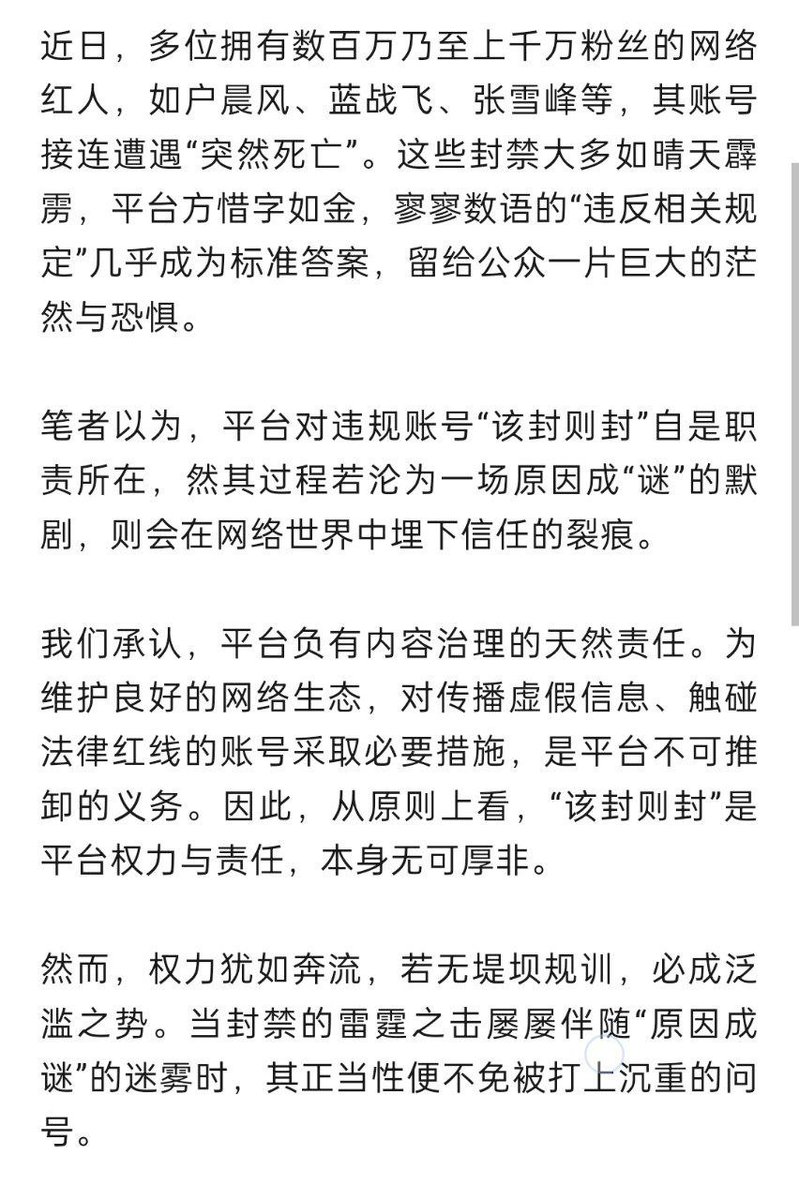 近日，多位拥有数百万乃至上千万粉丝的网络
红人，如户晨风、蓝战飞、张雪峰等，其账号
接连遭遇“突然死亡”。这些封禁大多如晴天霹
雳，平台方惜字如金，寥寥数语的“违反相关规
定”几乎成为标准答案，留给公众一片巨大的茫
然与恐惧。
笔者以为，平台对违规账号“该封则封”自是职
责所在，然其过程若沦为一场原因成“谜”的默
剧，则会在网络世界中埋下信任的裂痕。
我们承认，平台负有内容治理的天然责任。为
维护良好的网络生态，对传播虚假信息、触碰
法律红线的账号采取必要措施，是平台不可推
卸的义务。因此，从原则上看，“该封则封”是
平台权力与责任，本身无可厚非。
然而，权力犹如奔流，若无堤坝规训，必成泛
滥之势。当封禁的雷霆之击屡屡伴随“原因成
谜”的迷雾时，其正当性便不免被打上沉重的问
号。